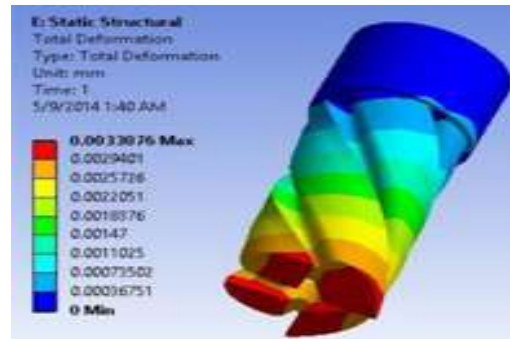 E: Static Structural
Total Deformation
Type: Total Deformation
Unit: mm
Time: 1
5/9/2014 1:40 AM
0.0033076 Max
0.0029401
0.0025726
0.0022051
0.0018376
0.00147
0.0011025
0.00073502
0.00036751
0 Min